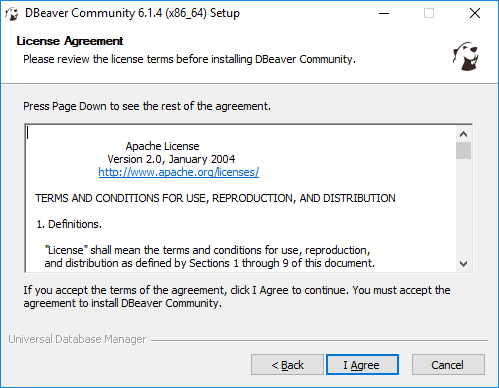 DBeaver Community 6.1.4 (x86_64) Setup
License Agreement
Please review the license terms before installing DBeaver Community.
Press Page Down to see the rest of the agreement.
Apache License
Version 2.0, January 2004
http://www.apache.org/licenses/
TERMS AND CONDITIONS FOR USE, REPRODUCTION, AND DISTRIBUTION
1. Definitions.
"License" shall mean the terms and conditions for use, reproduction,
and distribution as defined by Sections 1 through 9 of this document.
If you accept the terms of the agreement, click I Agree to continue. You must accept the
agreement to install DBeaver Community.
Universal Database Manager
< Back I Agree Cancel